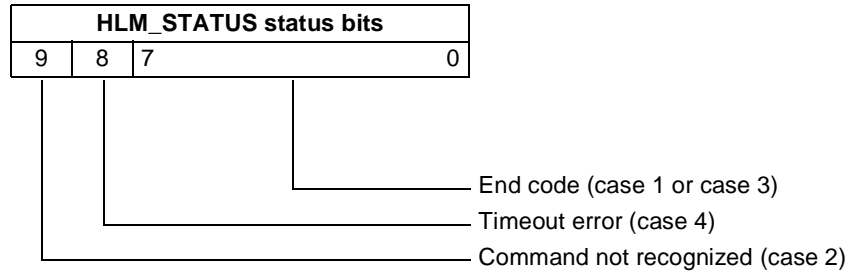 HLM_STATUS status bits
9 8 7 0
End code (case 1 or case 3)
Timeout error (case 4)
Command not recognized (case 2)